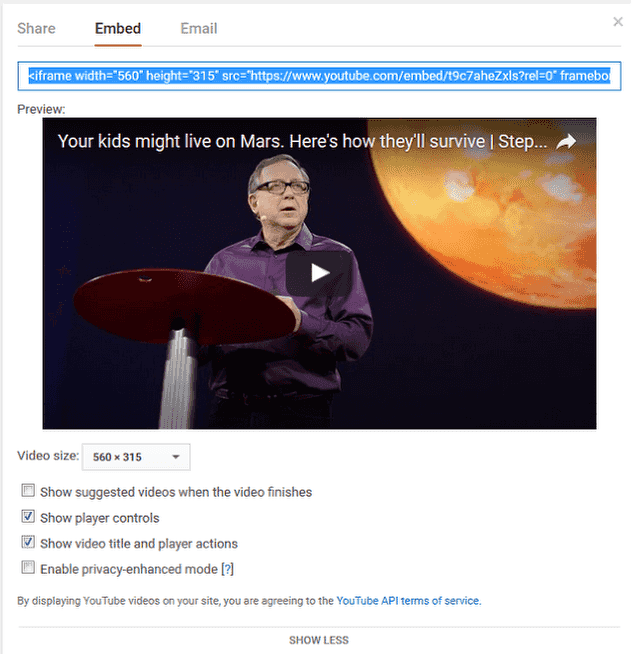 Share Embed Email ×
<iframe width="560" height="315" src="https://www.youtube.com/embed/t9c7aheZxls?rel=0" framebo
Preview:
Your kids might live on Mars. Here's how they'll survive | Step...
Video size: 560 × 315
Show suggested videos when the video finishes
Show player controls
Show video title and player actions
Enable privacy-enhanced mode [?]
By displaying YouTube videos on your site, you are agreeing to the YouTube API terms of service.
SHOW LESS